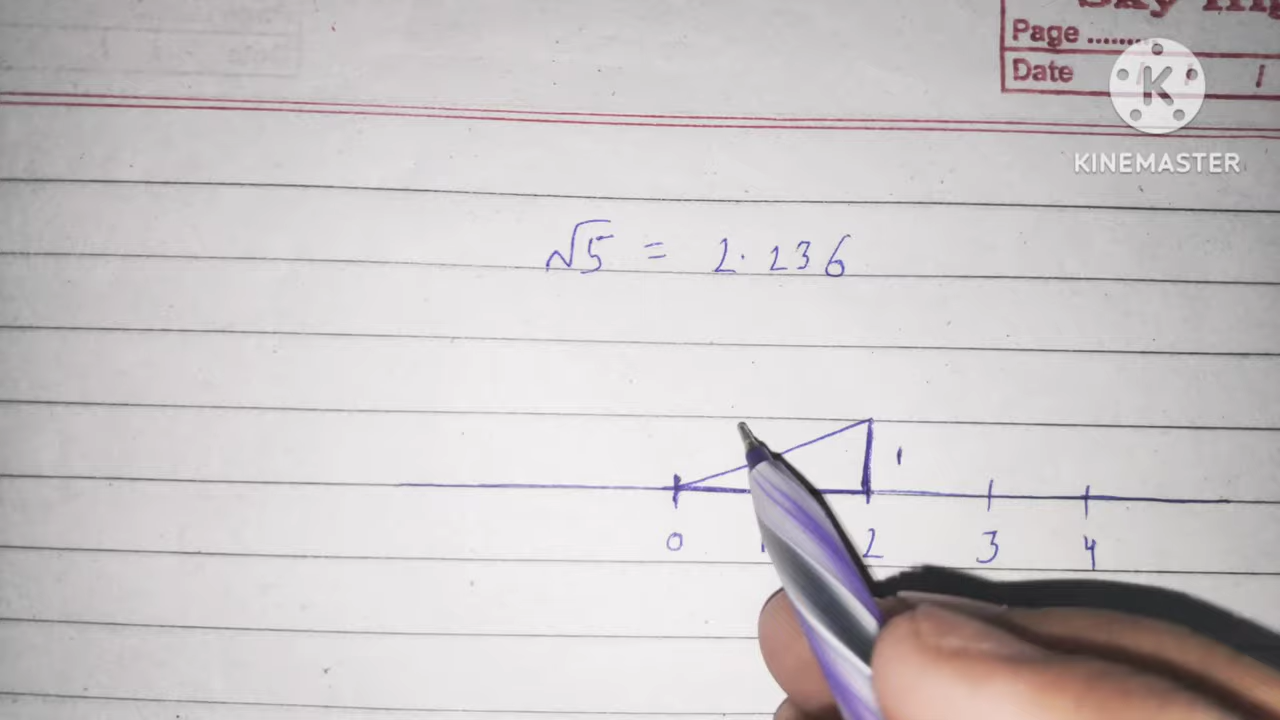 Page ........
Date / / /
KINEMASTER
√5 = 2.236
1
0 2 3 4